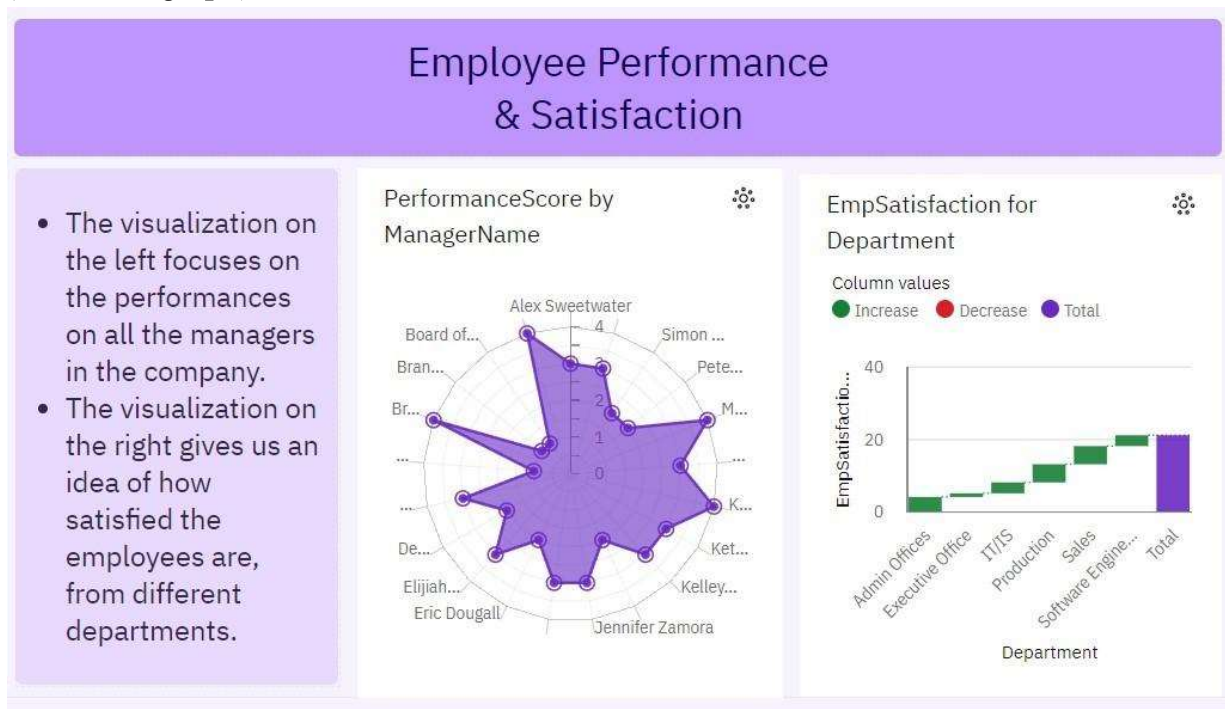 Employee Performance
& Satisfaction
• The visualization on
the left focuses on
the performances
on all the managers
in the company.
• The visualization on
the right gives us an
idea of how
satisfied the
employees are,
from different
departments.
PerformanceScore by
ManagerName
Alex Sweetwater
Board of...
Simon ...
Bran...
Pete...
Br...
M...
...
...
...
K...
De...
Ket...
Elijiah...
Kelley...
Eric Dougall
Jennifer Zamora
4
3
2
1
0
EmpSatisfaction for
Department
Column values
Increase Decrease Total
EmpSatisfactio...
40
20
0
Admin Offices
Executive Office
IT/IS
Production
Sales
Software Engine...
Total
Department